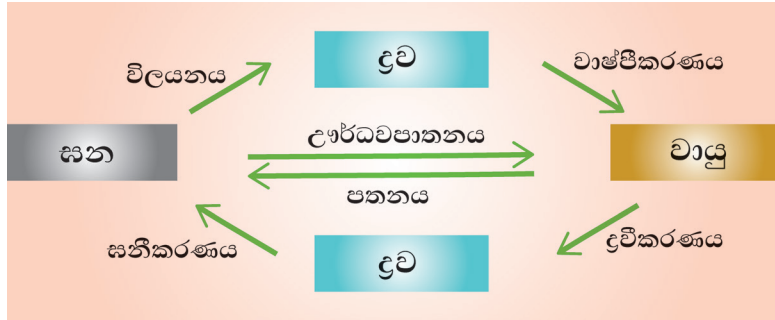 ද්‍රව
විලයනය
වාෂ්පීකරණය
ඝන
ඌර්ධවපාතනය
වායු
පතනය
ඝනීකරණය
ද්‍රවීකරණය
ද්‍රව